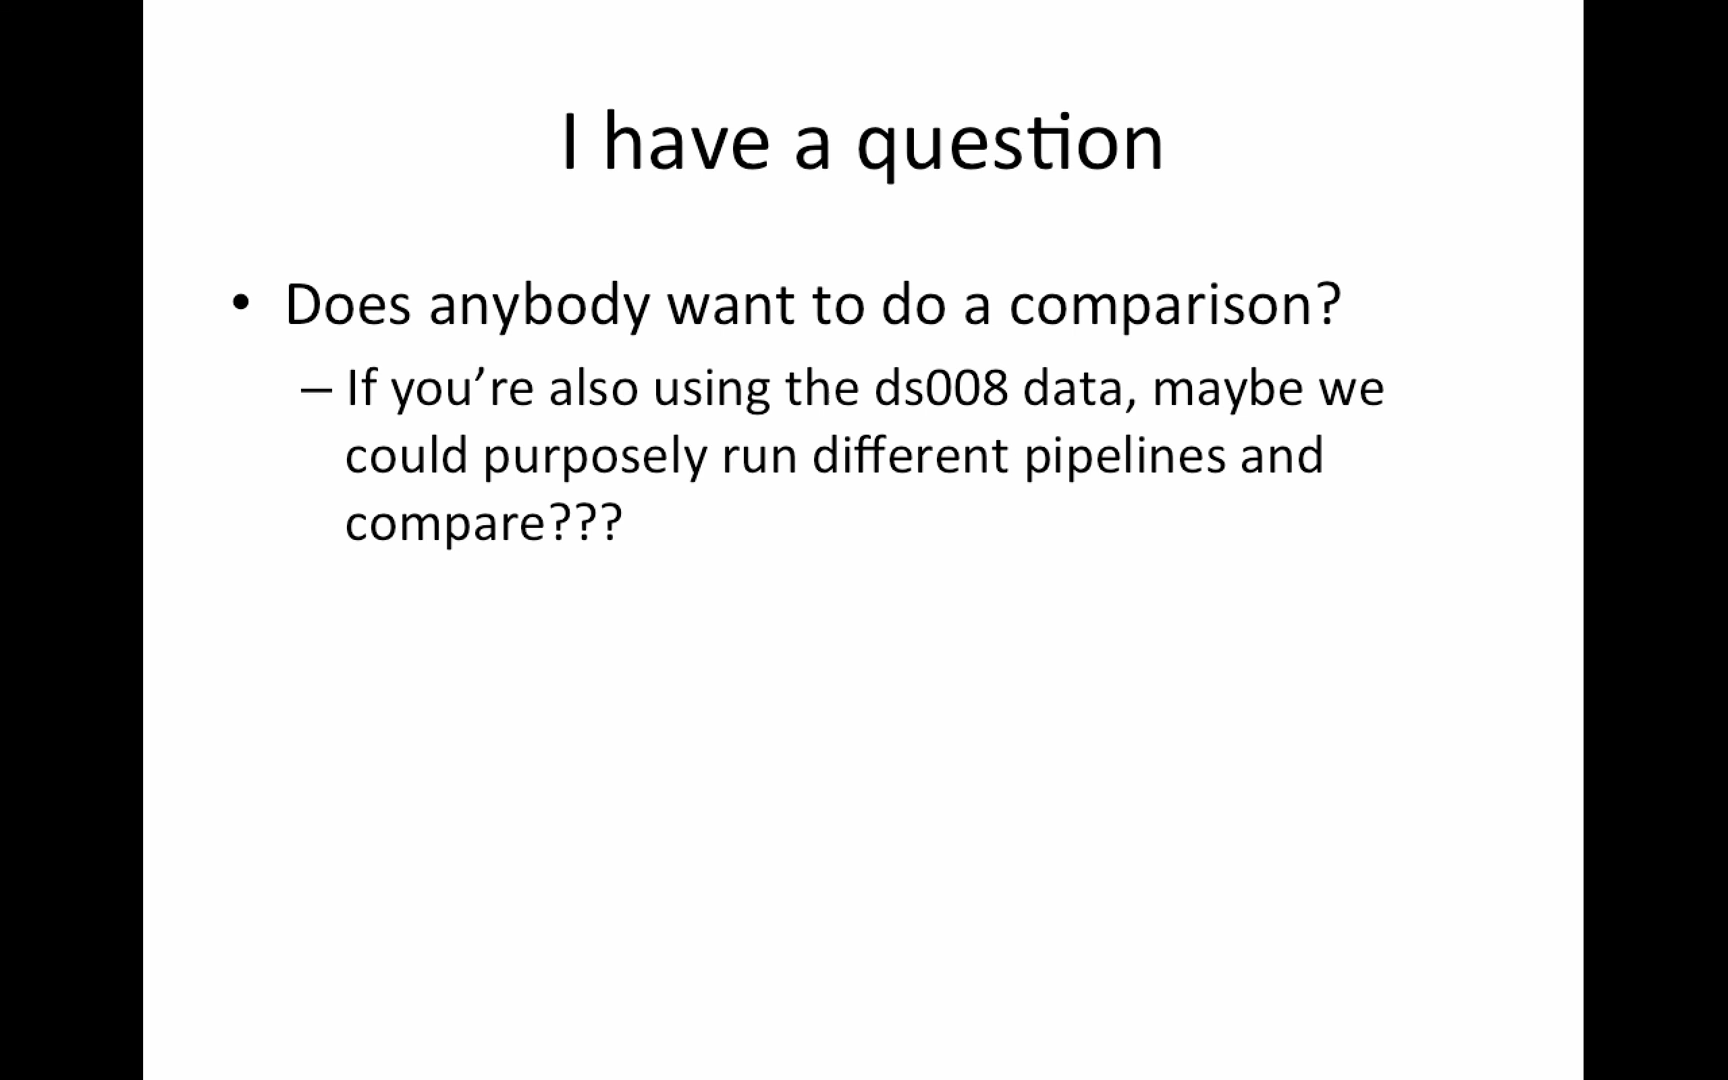 I have a question
• Does anybody want to do a comparison?
– If you’re also using the ds008 data, maybe we
could purposely run different pipelines and
compare???